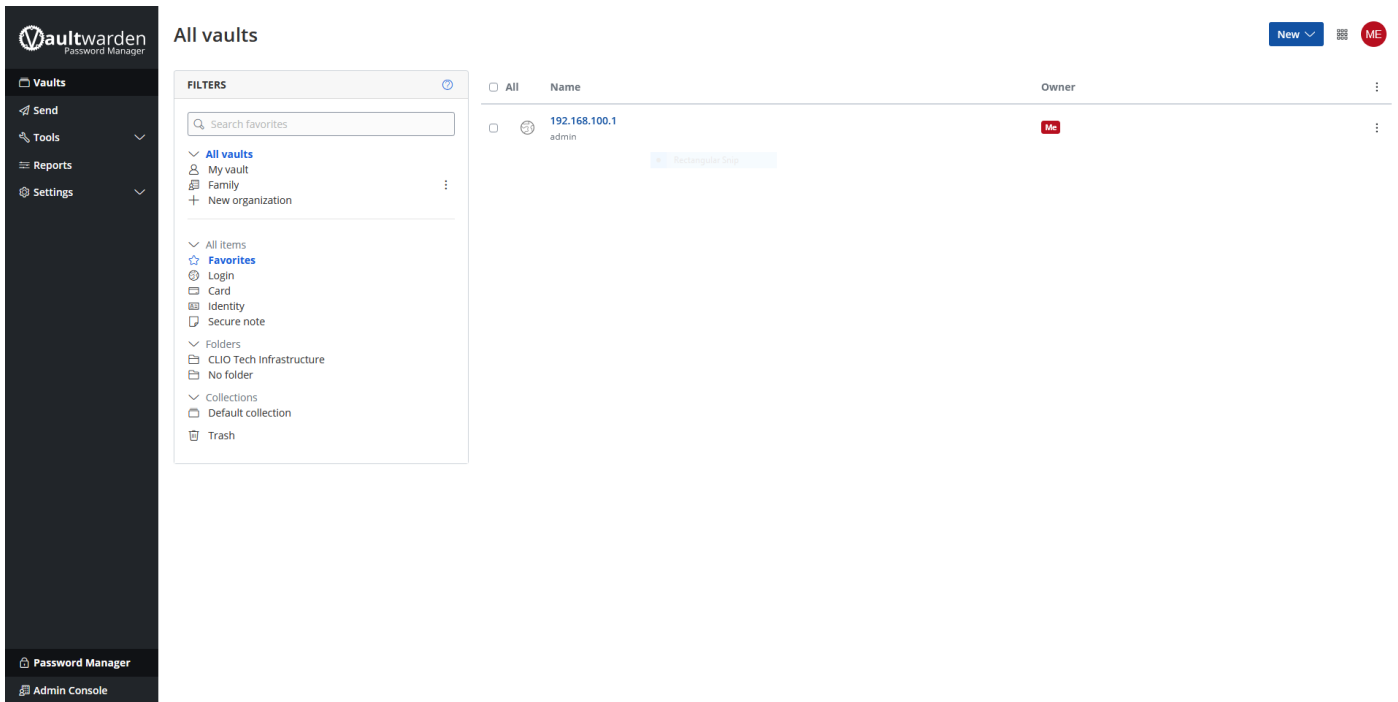 Vaultwarden
Password Manager
Vaults
Send
Tools
Reports
Settings
Password Manager
Admin Console
All vaults
New
ME
FILTERS
Search favorites
All vaults
My vault
Family
New organization
All items
Favorites
Login
Card
Identity
Secure note
Folders
CLIO Tech Infrastructure
No folder
Collections
Default collection
Trash
All Name Owner
192.168.100.1 Me
admin
Rectangular Snip